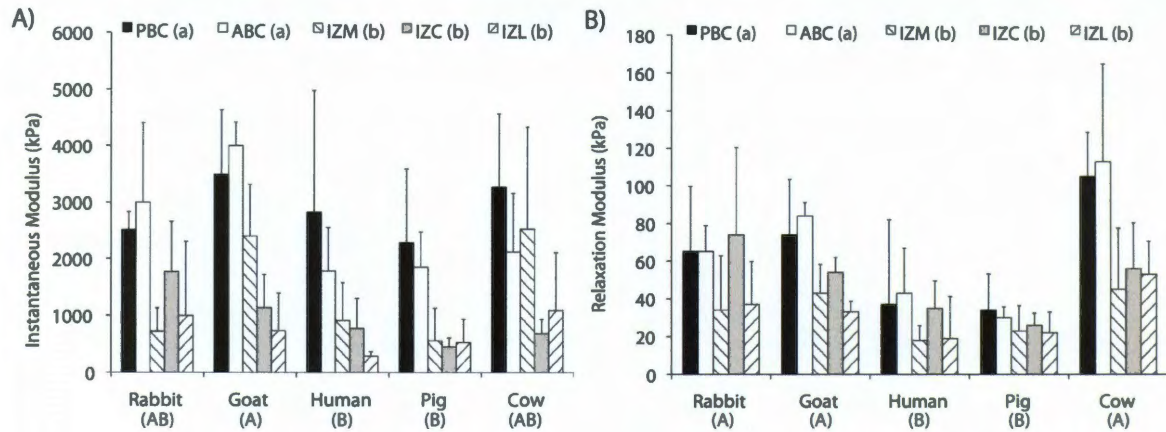 A)
PBC (a) ABC (a) IZM (b) IZC (b) IZL (b)
Instantaneous Modulus (kPa)
6000
5000
4000
3000
2000
1000
0
Rabbit Goat Human Pig Cow
(AB) (A) (B) (B) (AB)
B)
PBC (a) ABC (a) IZM (b) IZC (b) IZL (b)
Relaxation Modulus (kPa)
180
160
140
120
100
80
60
40
20
0
Rabbit Goat Human Pig Cow
(A) (A) (B) (B) (A)